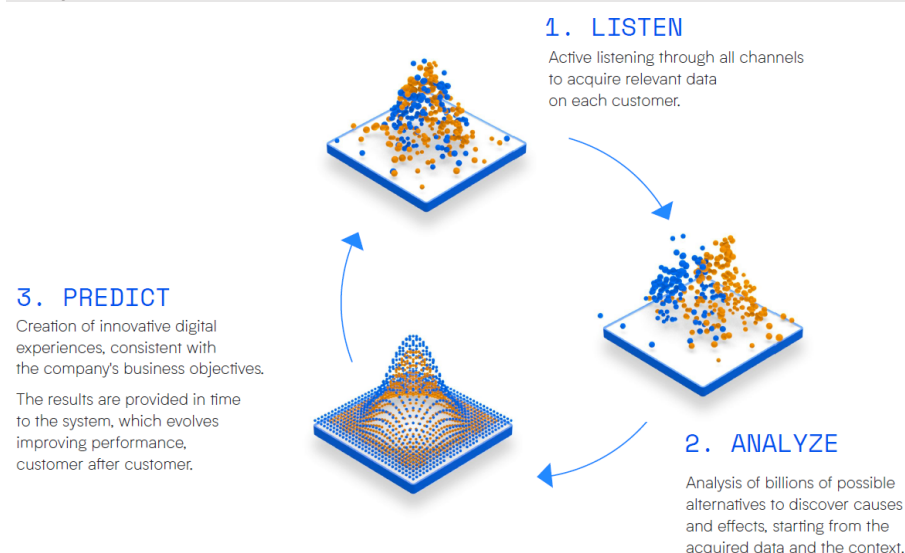 1. LISTEN
Active listening through all channels
to acquire relevant data
on each customer.
3. PREDICT
Creation of innovative digital
experiences, consistent with
the company's business objectives.
The results are provided in time
to the system, which evolves
improving performance,
customer after customer.
2. ANALYZE
Analysis of billions of possible
alternatives to discover causes
and effects, starting from the
acquired data and the context.